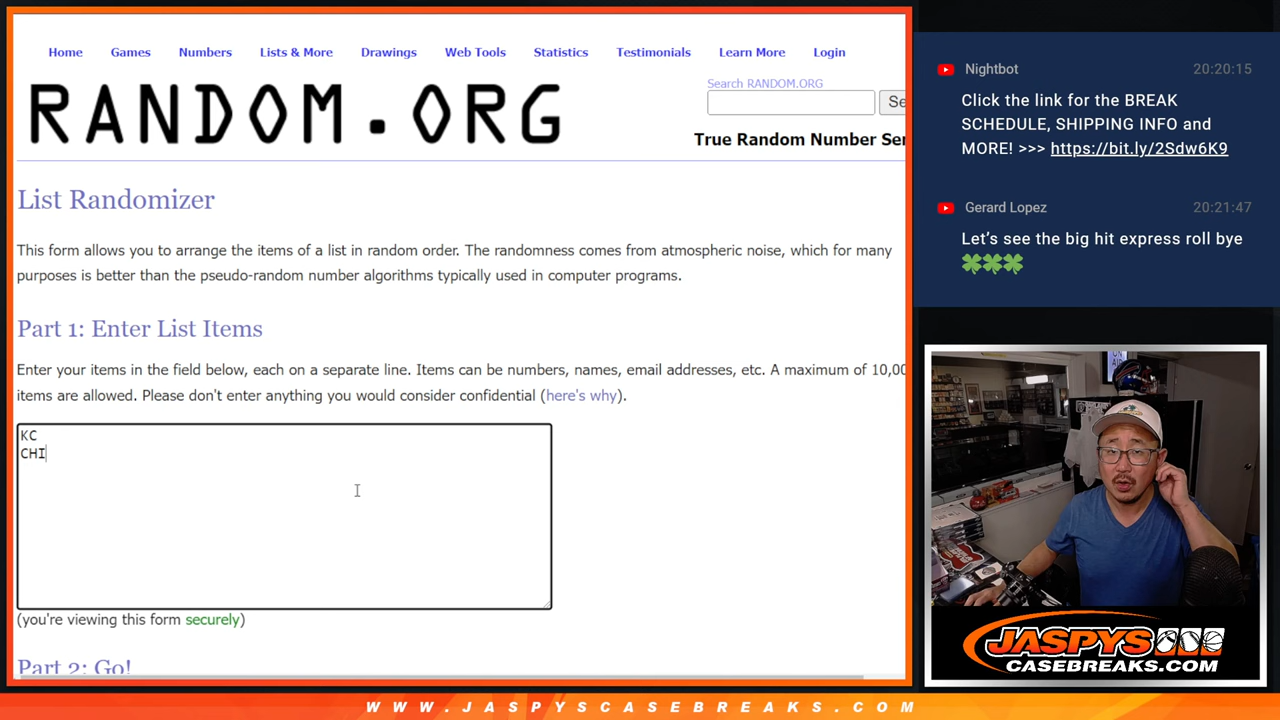 Home Games Numbers Lists & More Drawings Web Tools Statistics Testimonials Learn More Login
RANDOM.ORG
Search RANDOM.ORG
Se
True Random Number Ser
List Randomizer
This form allows you to arrange the items of a list in random order. The randomness comes from atmospheric noise, which for many
purposes is better than the pseudo-random number algorithms typically used in computer programs.
Part 1: Enter List Items
Enter your items in the field below, each on a separate line. Items can be numbers, names, email addresses, etc. A maximum of 10,00
items are allowed. Please don't enter anything you would consider confidential (here's why).
KC
CHI
(you're viewing this form securely)
Part 2: Go!
Nightbot 20:20:15
Click the link for the BREAK
SCHEDULE, SHIPPING INFO and
MORE! >>> https://bit.ly/2Sdw6K9
Gerard Lopez 20:21:47
Let's see the big hit express roll bye
🍀🍀🍀
JASPYS
CASEBREAKS.COM
WWW.JASPYSCASEBREAKS.COM